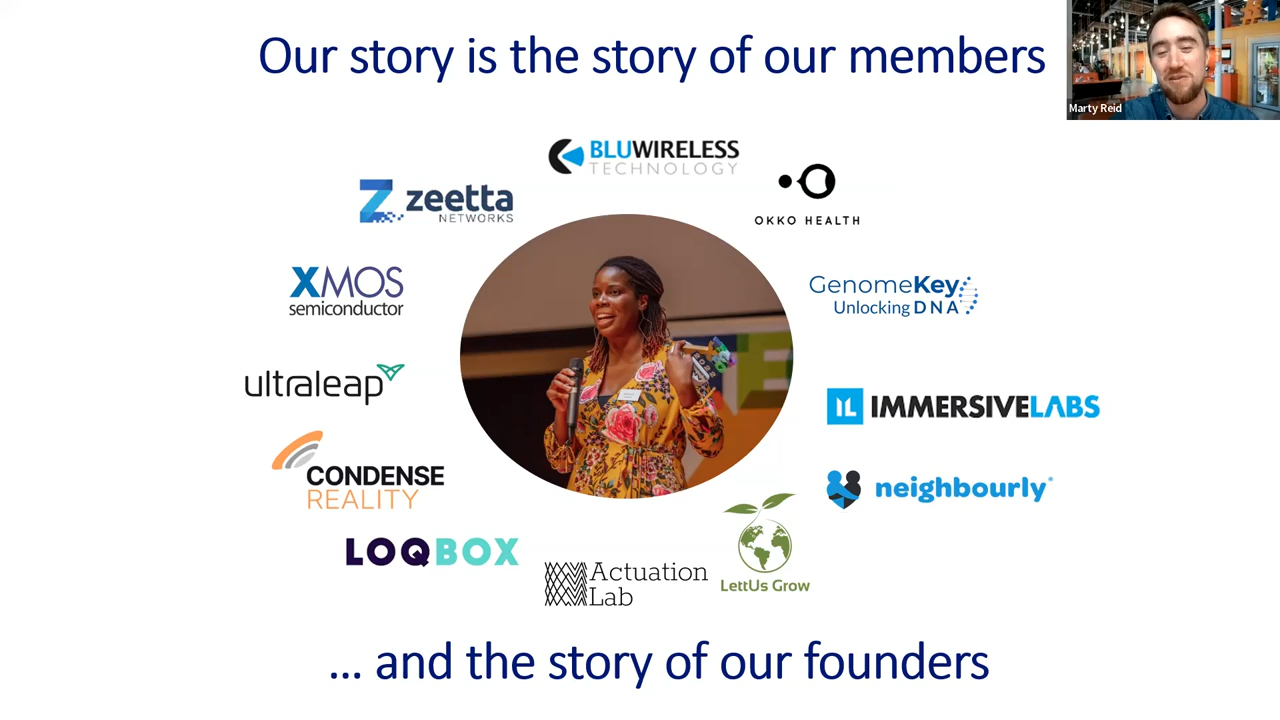 Our story is the story of our members
Marty Reid
BLUWIRELESS
TECHNOLOGY
zeetta
NETWORKS
OKKO HEALTH
XMOS
semiconductor
GenomeKey
Unlocking DNA
ultraleap
IL IMMERSIVELABS
CONDENSE
REALITY
neighbourly
LOQBOX
Actuation
Lab
LettUs Grow
... and the story of our founders